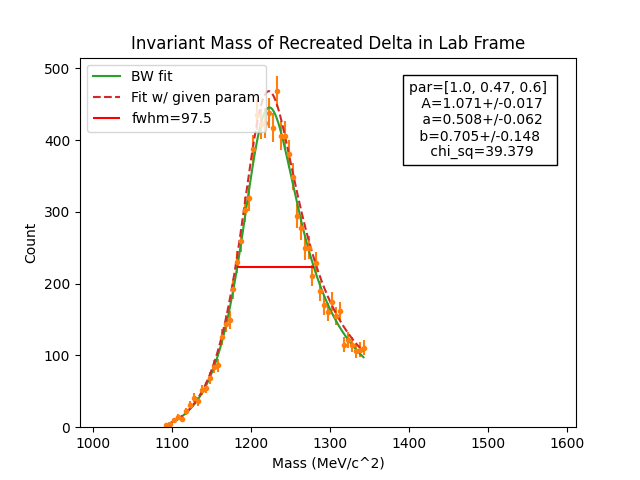 Invariant Mass of Recreated Delta in Lab Frame
BW fit
Fit w/ given param
fwhm=97.5
par=[1.0, 0.47, 0.6]
A=1.071+/-0.017
a=0.508+/-0.062
b=0.705+/-0.148
chi_sq=39.379
Count
500
400
300
200
100
0
1000 1100 1200 1300 1400 1500 1600
Mass (MeV/c^2)